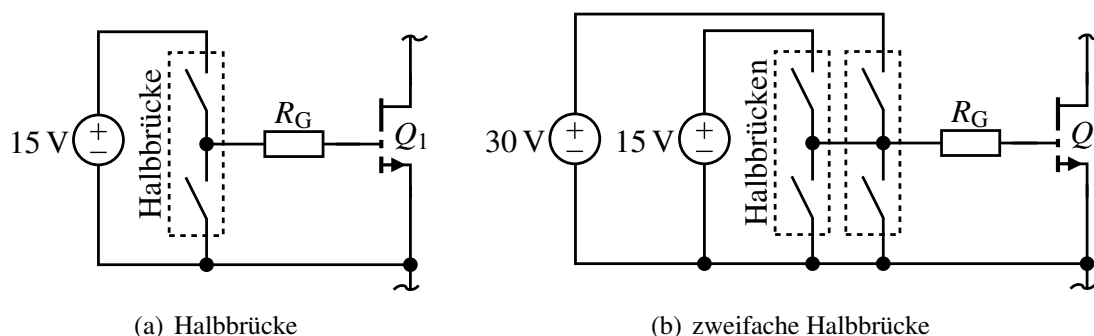 15 V
+
−
Halbbrücke
R_G
Q_1
30 V
+
−
15 V
+
−
Halbbrücken
R_G
Q
(a) Halbbrücke
(b) zweifache Halbbrücke